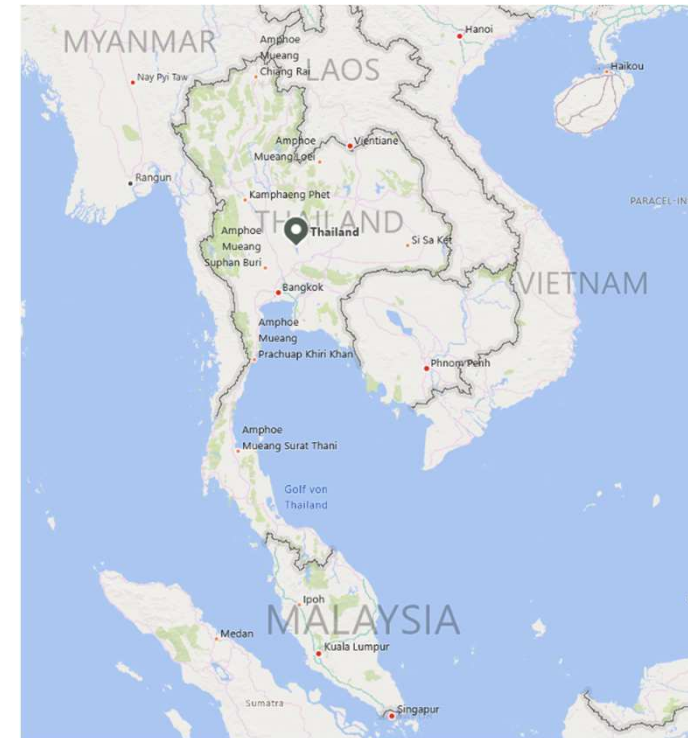 Hanoi
MYANMAR
Amphoe
Mueang
Chiang Rai
LAOS
Haikou
Nay Pyi Taw
Amphoe
Mueang Loei
Vientiane
Rangun
Kamphaeng Phet
PARACEL-IN
THAILAND
Thailand
Amphoe
Mueang
Suphan Buri
Si Sa Ket
VIETNAM
Bangkok
Amphoe
Mueang
Prachuap Khiri Khan
Phnom Penh
Amphoe
Mueang Surat Thani
Golf von
Thailand
Ipoh
MALAYSIA
Medan
Kuala Lumpur
Sumatra
Singapur